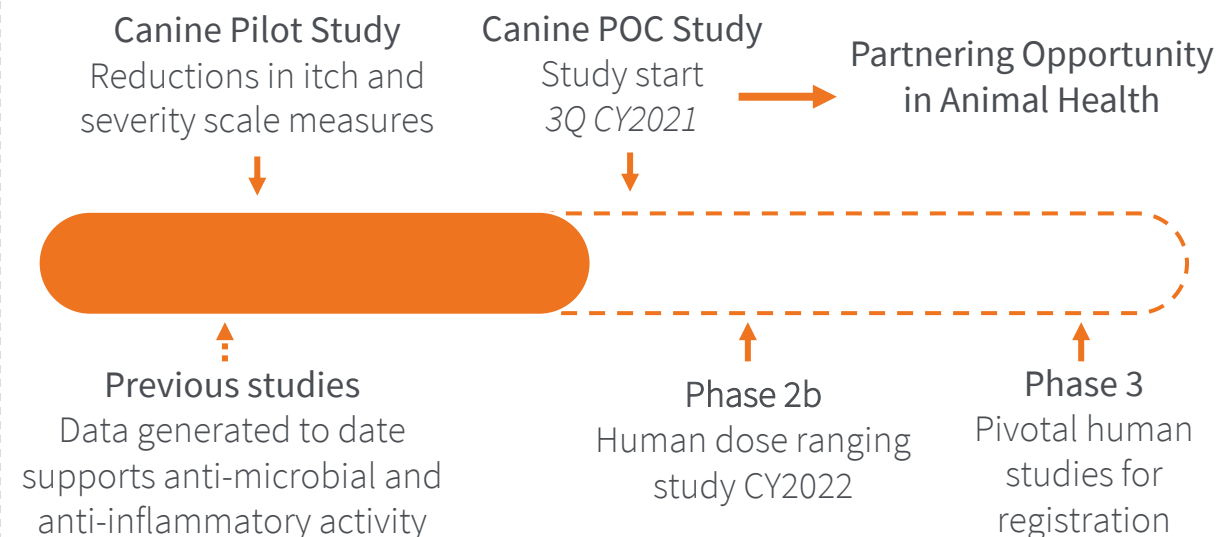 Canine Pilot Study
Reductions in itch and
severity scale measures
Canine POC Study
Study start
3Q CY2021
Partnering Opportunity
in Animal Health
Previous studies
Data generated to date
supports anti-microbial and
anti-inflammatory activity
Phase 2b
Human dose ranging
study CY2022
Phase 3
Pivotal human
studies for
registration